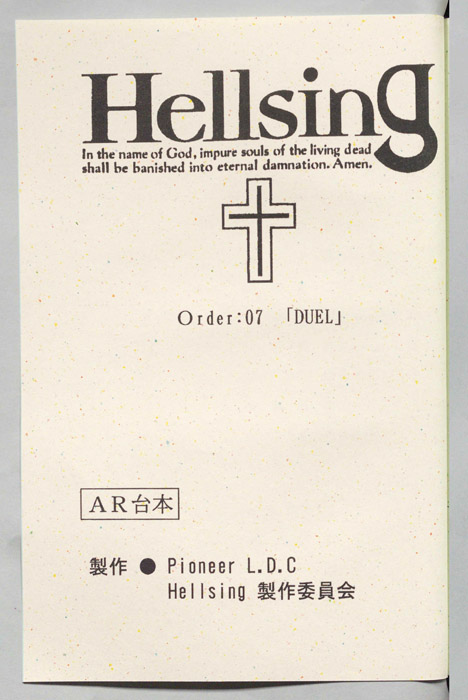 Hellsing
In the name of God, impure souls of the living dead
shall be banished into eternal damnation. Amen.
Order:07 「DUEL」
AR台本
製作 ● Pioneer L.D.C
Hellsing 製作委員会